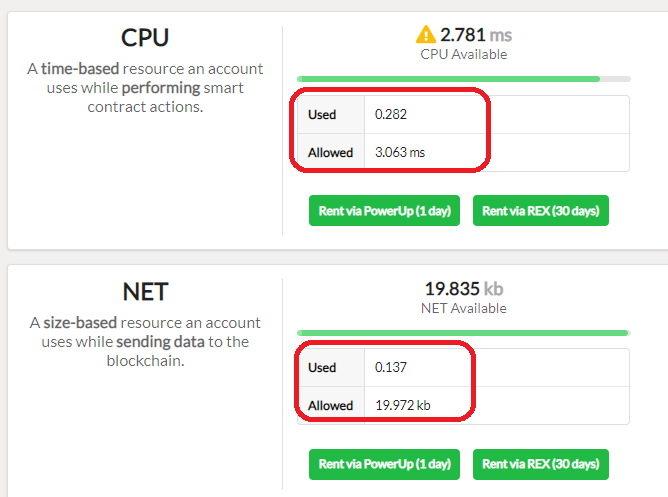 CPU
A time-based resource an account
uses while performing smart
contract actions.
2.781 ms
CPU Available
Used 0.282
Allowed 3.063 ms
Rent via PowerUp (1 day) Rent via REX (30 days)
NET
A size-based resource an account
uses while sending data to the
blockchain.
19.835 kb
NET Available
Used 0.137
Allowed 19.972 kb
Rent via PowerUp (1 day) Rent via REX (30 days)